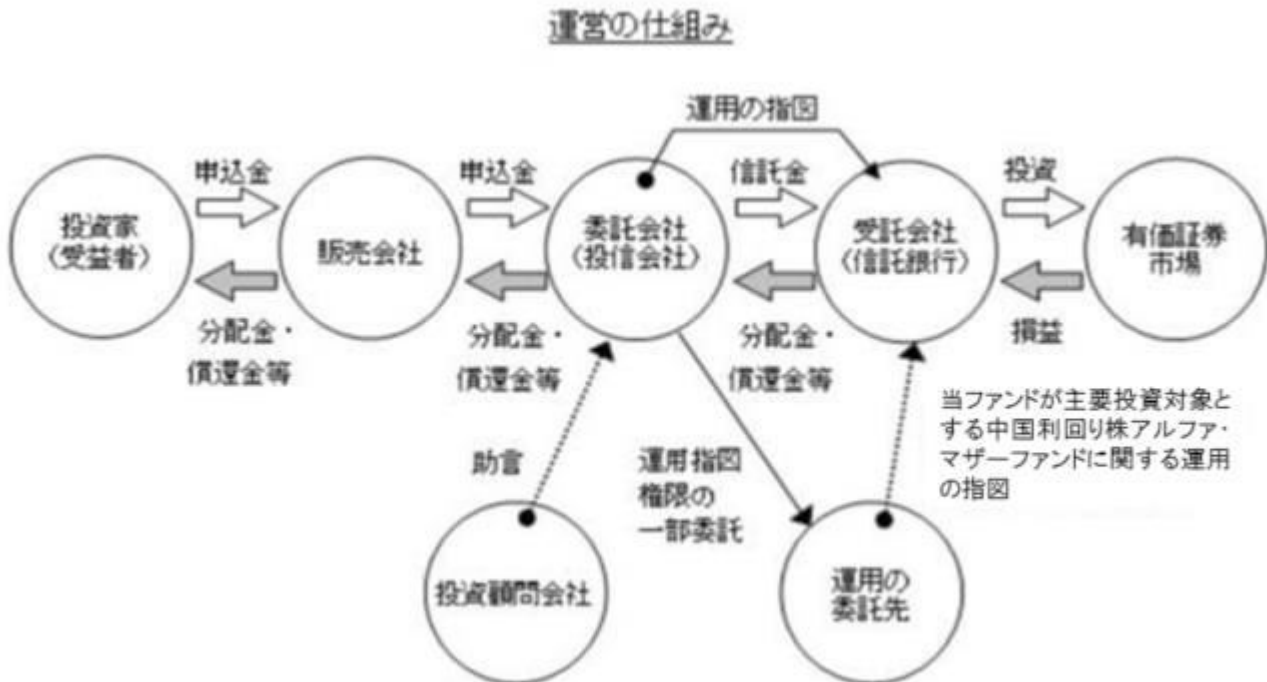 運営の仕組み
運用の指図
申込金
申込金
信託金
投資
投資家
〈受益者〉
販売会社
委託会社
〈投信会社〉
受託会社
〈信託銀行〉
有価証券
市場
分配金・
償還金等
分配金・
償還金等
分配金・
償還金等
損益
当ファンドが主要投資対象と
する中国利回り株アルファ・
マザーファンドに関する運用
の指図
助言
運用指図
権限の
一部委託
投資顧問会社
運用の
委託先